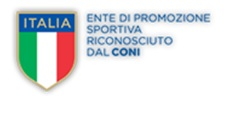 ITALIA
ENTE DI PROMOZIONE
SPORTIVA
RICONOSCIUTO
DAL CONI